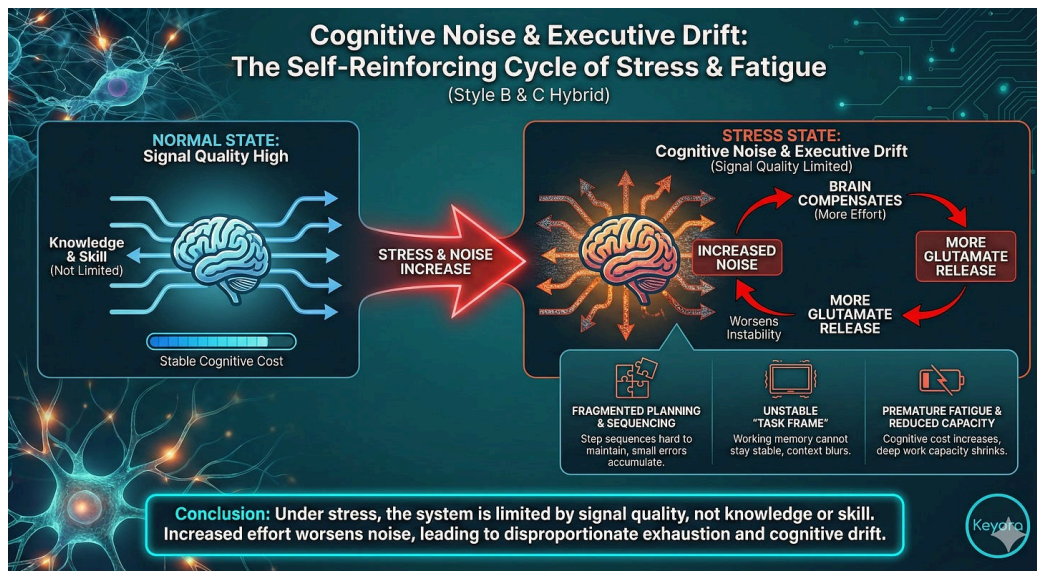 Cognitive Noise & Executive Drift:
The Self-Reinforcing Cycle of Stress & Fatigue
(Style B & C Hybrid)
NORMAL STATE:
Signal Quality High
Knowledge
& Skill
(Not Limited)
Stable Cognitive Cost
STRESS & NOISE
INCREASE
STRESS STATE:
Cognitive Noise & Executive Drift
(Signal Quality Limited)
BRAIN
COMPENSATES
(More Effort)
INCREASED
NOISE
MORE
GLUTAMATE
RELEASE
MORE
GLUTAMATE
RELEASE
Worsens
Instability
FRAGMENTED PLANNING
& SEQUENCING
Step sequences hard to
maintain, small errors
accumulate.
UNSTABLE
"TASK FRAME"
Working memory cannot
stay stable, context blurs.
PREMATURE FATIGUE &
REDUCED CAPACITY
Cognitive cost increases,
deep work capacity shrinks.
Conclusion: Under stress, the system is limited by signal quality, not knowledge or skill.
Increased effort worsens noise, leading to disproportionate exhaustion and cognitive drift.
Keyora